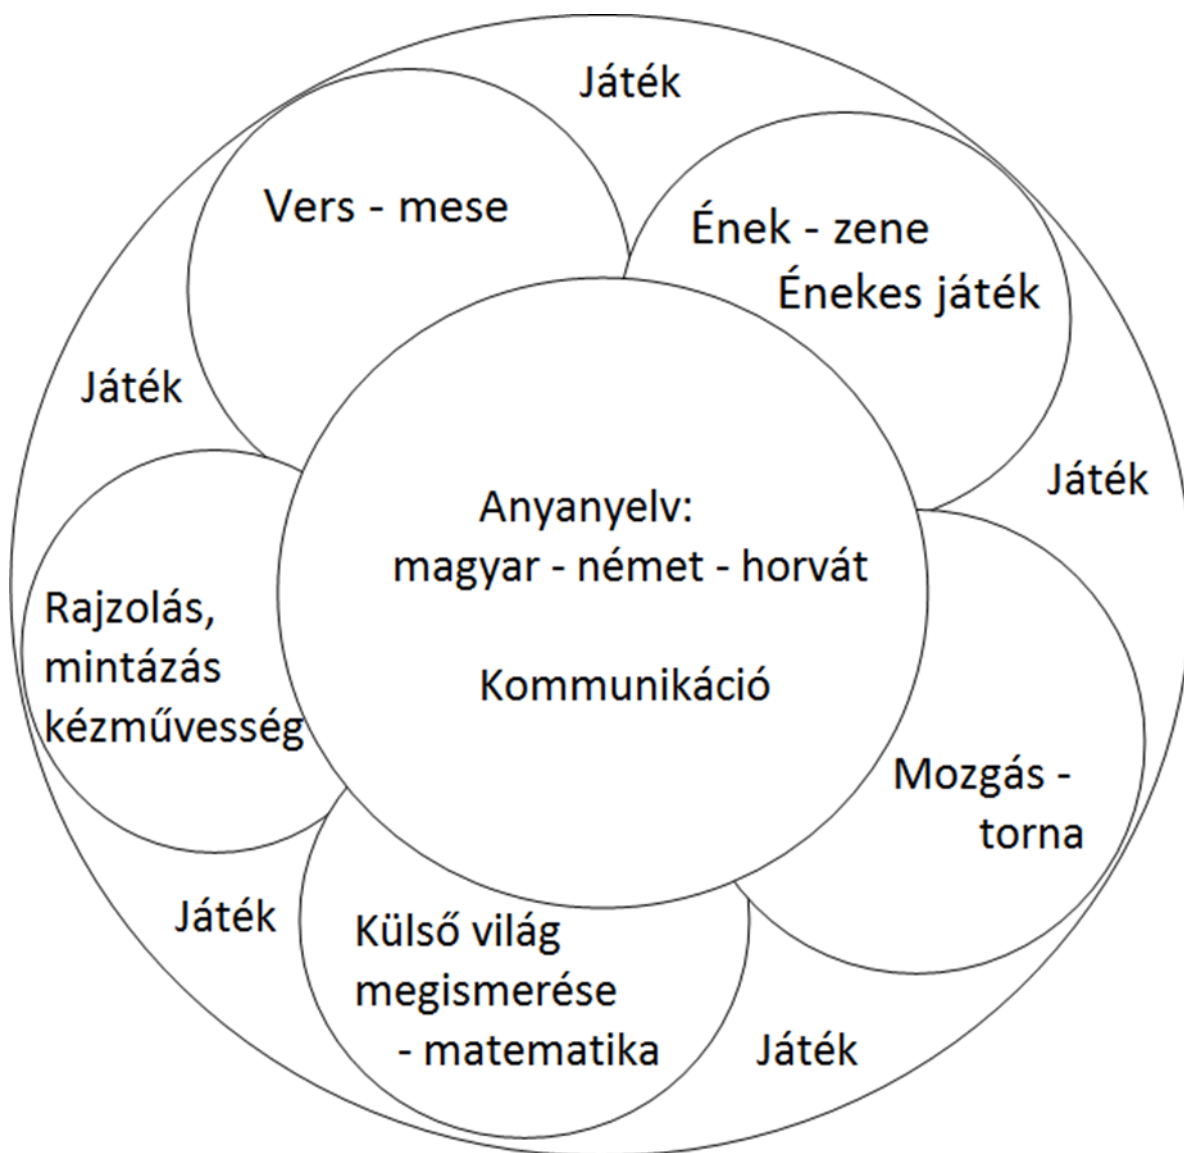 Játék
Vers - mese
Ének - zene
Énekes játék
Játék
Játék
Anyanyelv:
magyar - német - horvát
Kommunikáció
Rajzolás,
mintázás
kézművesség
Mozgás -
torna
Játék
Külső világ
megismerése
- matematika
Játék